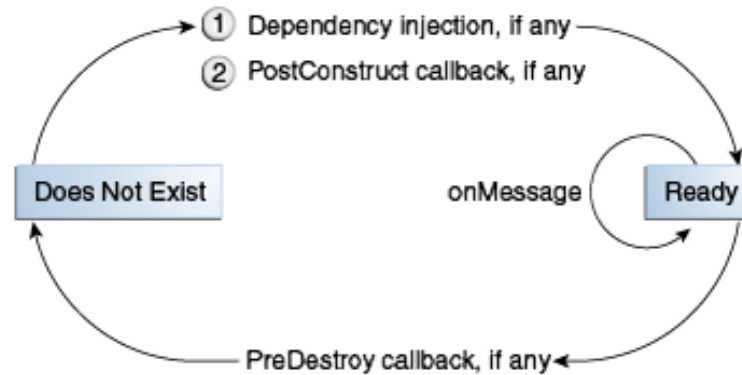 1 Dependency injection, if any
2 PostConstruct callback, if any
Does Not Exist
onMessage
Ready
PreDestroy callback, if any